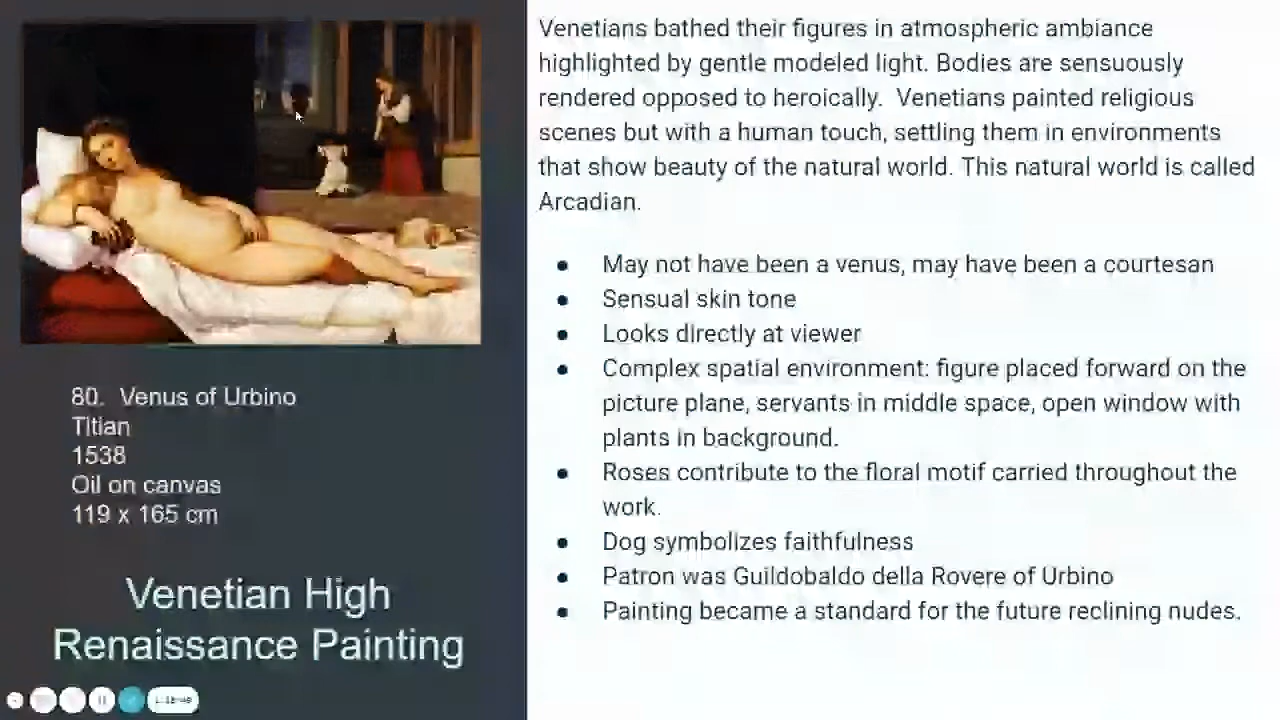 Venetians bathed their figures in atmospheric ambiance
highlighted by gentle modeled light. Bodies are sensuously
rendered opposed to heroically. Venetians painted religious
scenes but with a human touch, settling them in environments
that show beauty of the natural world. This natural world is called
Arcadian.
● May not have been a venus, may have been a courtesan
● Sensual skin tone
● Looks directly at viewer
● Complex spatial environment: figure placed forward on the
picture plane, servants in middle space, open window with
plants in background.
● Roses contribute to the floral motif carried throughout the
work.
● Dog symbolizes faithfulness
● Patron was Guildobaldo della Rovere of Urbino
● Painting became a standard for the future reclining nudes.
80. Venus of Urbino
Titian
1538
Oil on canvas
119 x 165 cm
Venetian High
Renaissance Painting